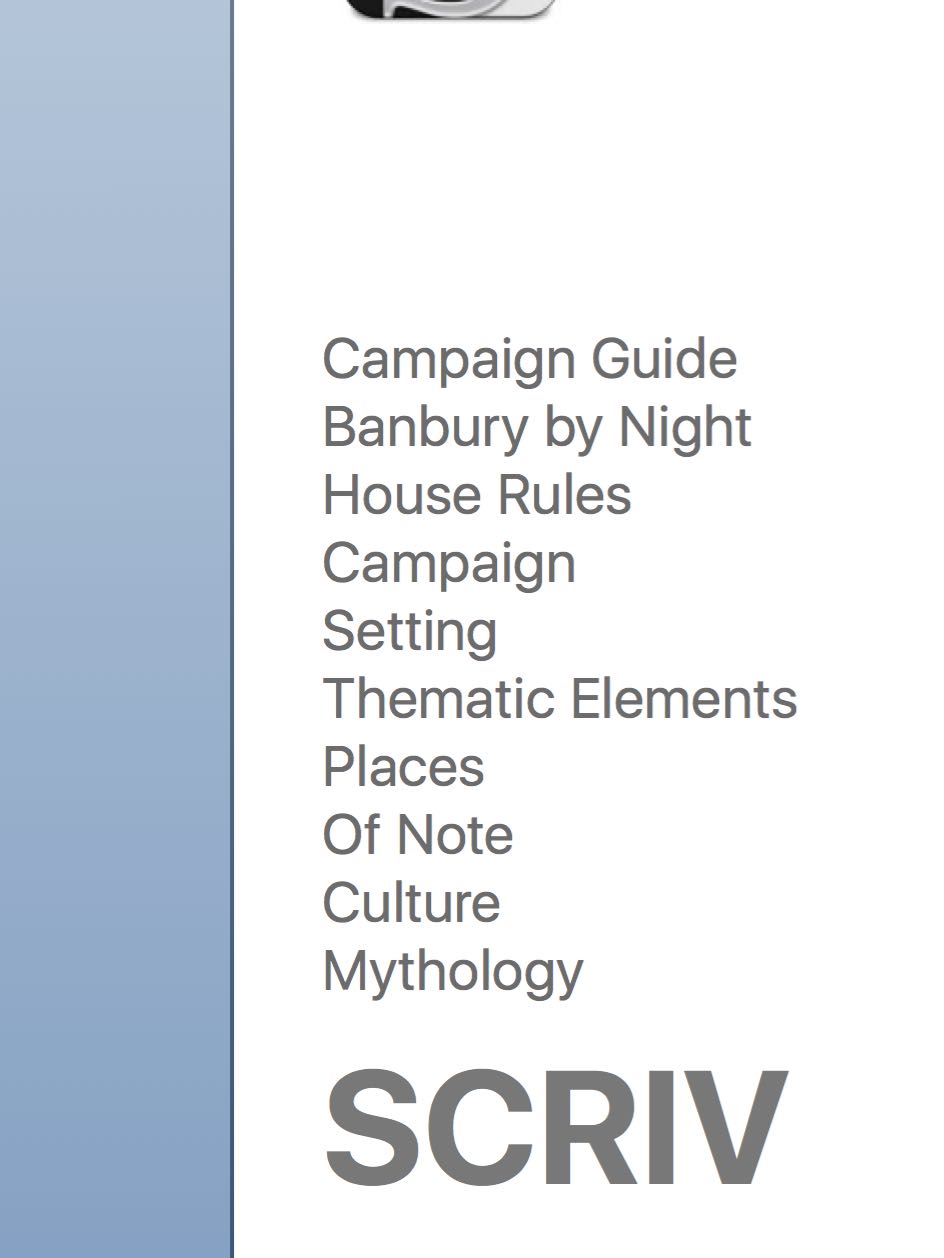 Campaign Guide
Banbury by Night
House Rules
Campaign
Setting
Thematic Elements
Places
Of Note
Culture
Mythology
SCRIV